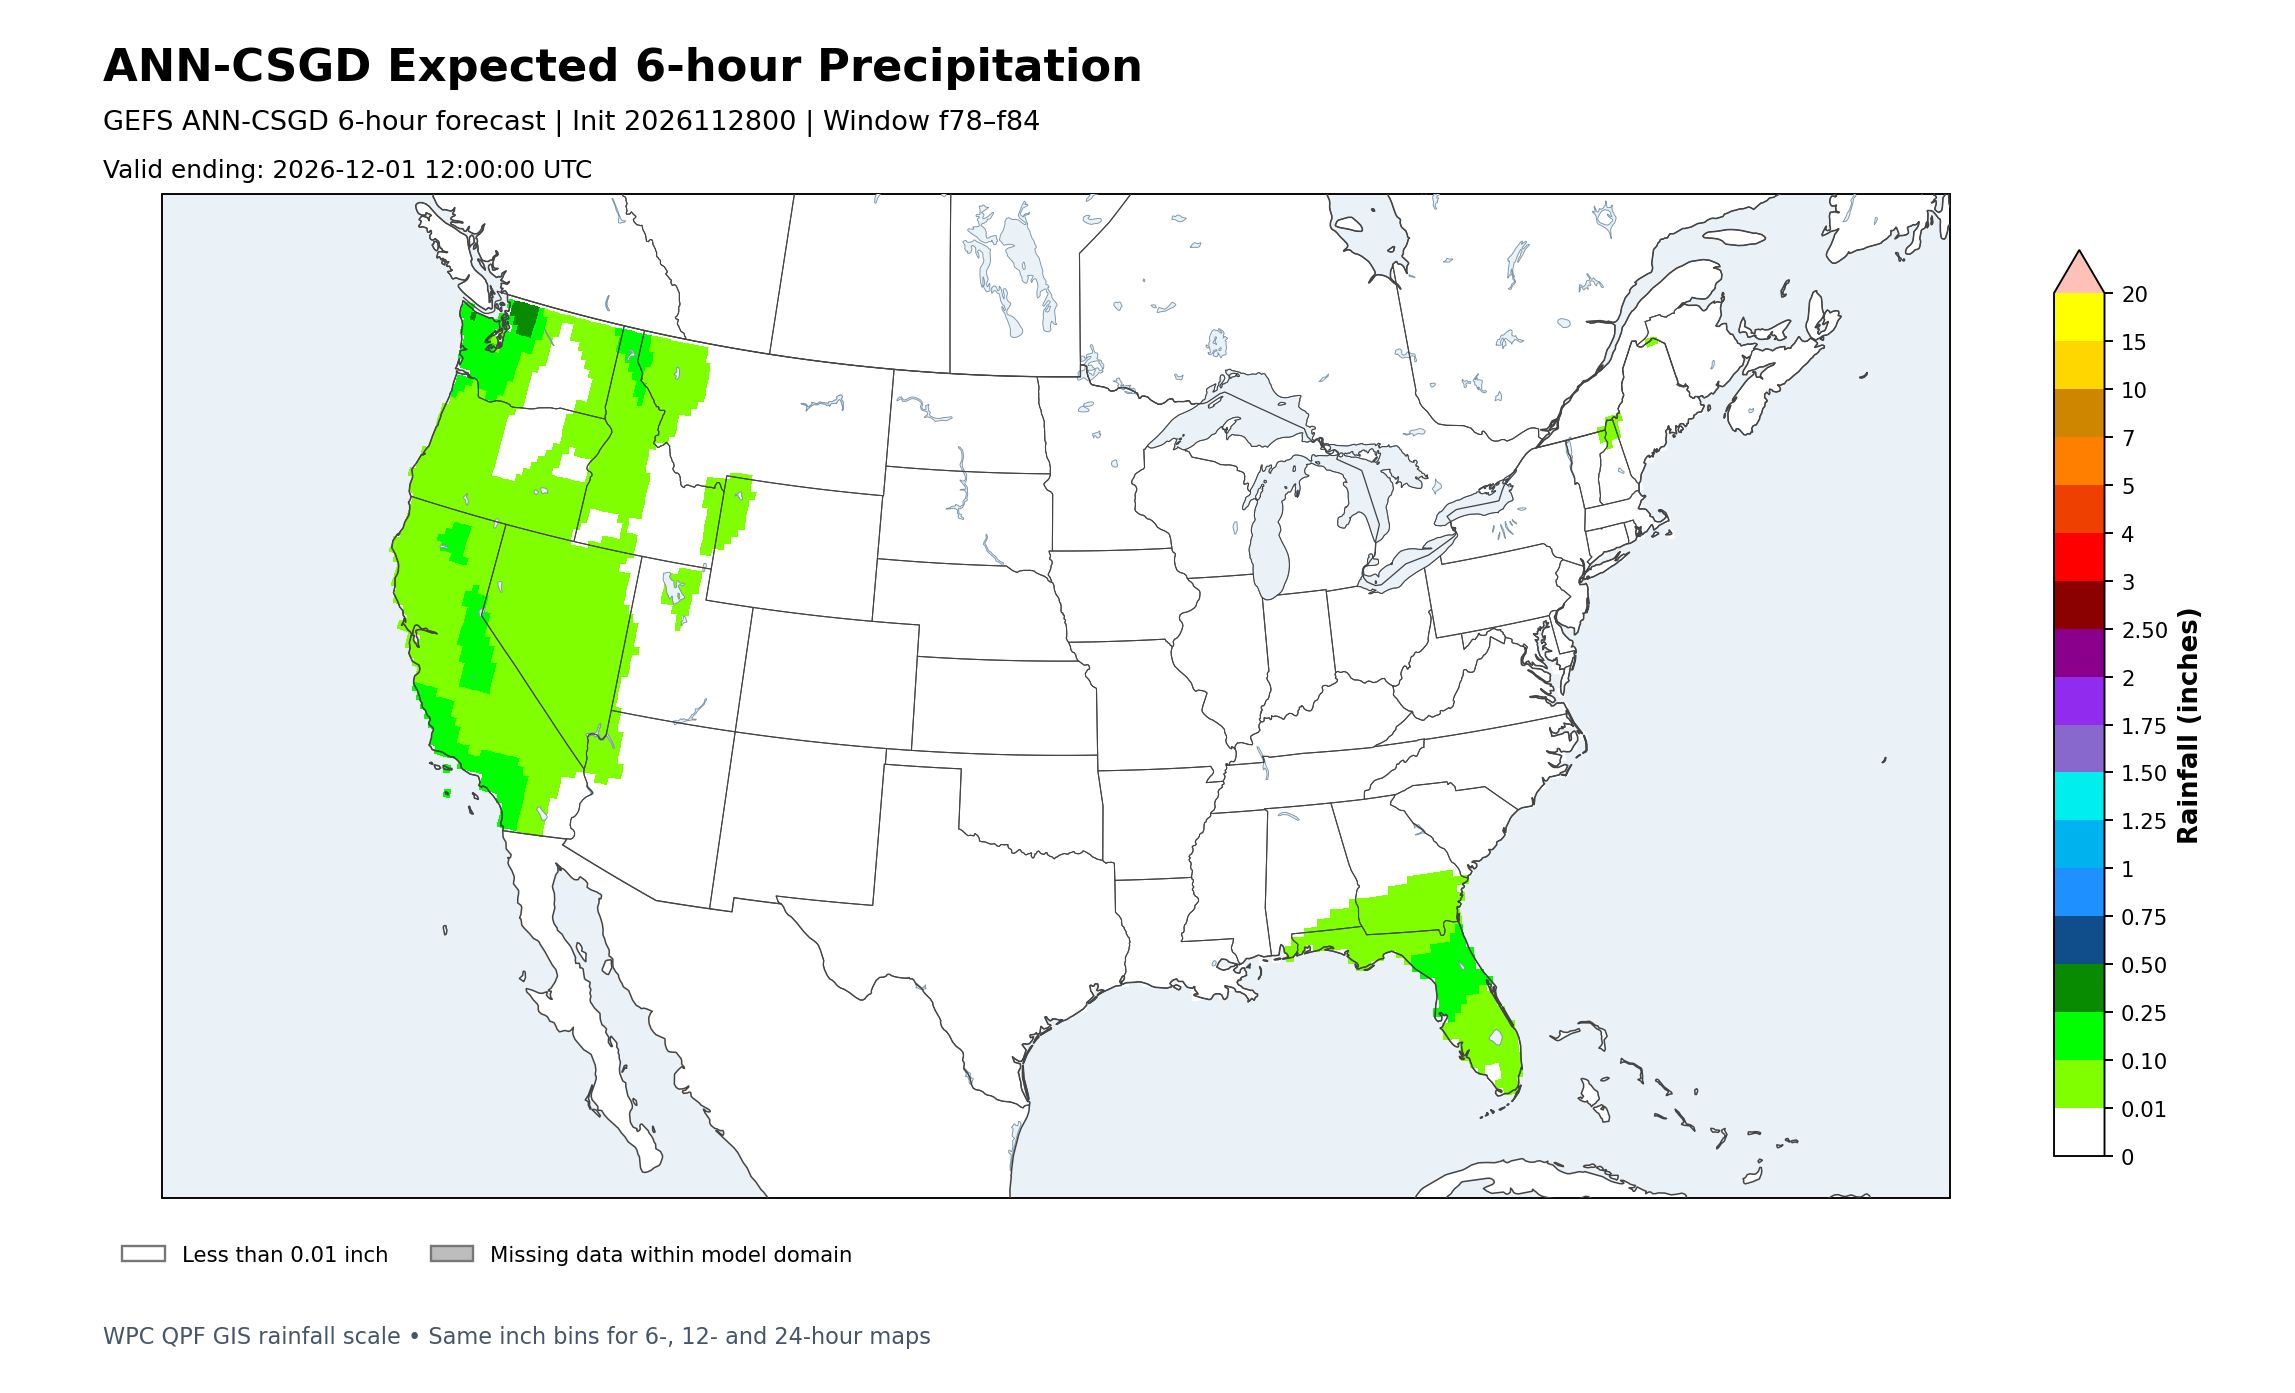 ANN-CSGD Expected 6-hour Precipitation
GEFS ANN-CSGD 6-hour forecast | Init 2026112800 | Window f78–f84
Valid ending: 2026-12-01 12:00:00 UTC
20
15
10
7
5
4
3
2.50
2
1.75
1.50
1.25
1
0.75
0.50
0.25
0.10
0.01
0
Rainfall (inches)
Less than 0.01 inch
Missing data within model domain
WPC QPF GIS rainfall scale • Same inch bins for 6-, 12- and 24-hour maps